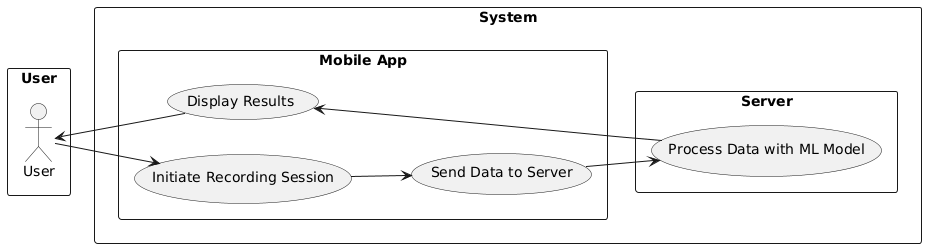 System
Mobile App
User
Server
Display Results
Process Data with ML Model
User
Initiate Recording Session
Send Data to Server